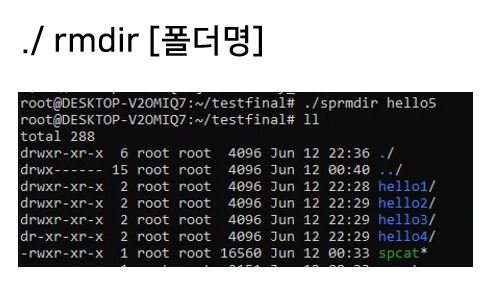 ./ rmdir [폴더명]
root@DESKTOP-V2OMIQ7:~/testfinal# ./sprmdir hello5
root@DESKTOP-V2OMIQ7:~/testfinal# ll
total 288
drwxr-xr-x  6 root root  4096 Jun 12 22:36 ./
drwx------ 15 root root  4096 Jun 12 00:40 ../
drwxr-xr-x  2 root root  4096 Jun 12 22:28 hello1/
drwxr-xr-x  2 root root  4096 Jun 12 22:29 hello2/
drwxr-xr-x  2 root root  4096 Jun 12 22:29 hello3/
dr-xr-xr-x  2 root root  4096 Jun 12 22:29 hello4/
-rwxr-xr-x  1 root root 16560 Jun 12 00:33 spcat*